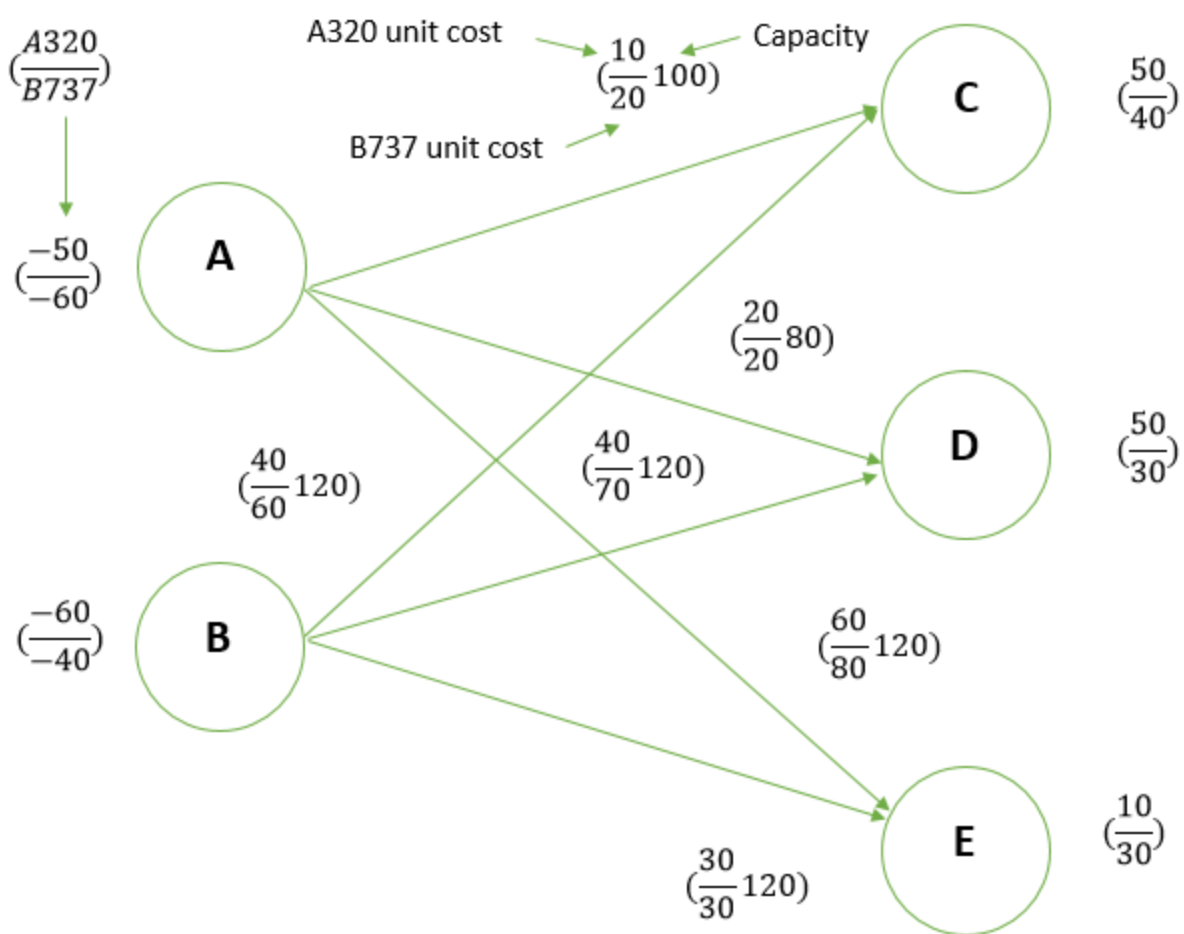 (A320/B737)
A320 unit cost
(10/20 100)
Capacity
B737 unit cost
C
(50/40)
A
(−50/−60)
(20/20 80)
D
(50/30)
(40/60 120)
(40/70 120)
B
(−60/−40)
(60/80 120)
E
(10/30)
(30/30 120)